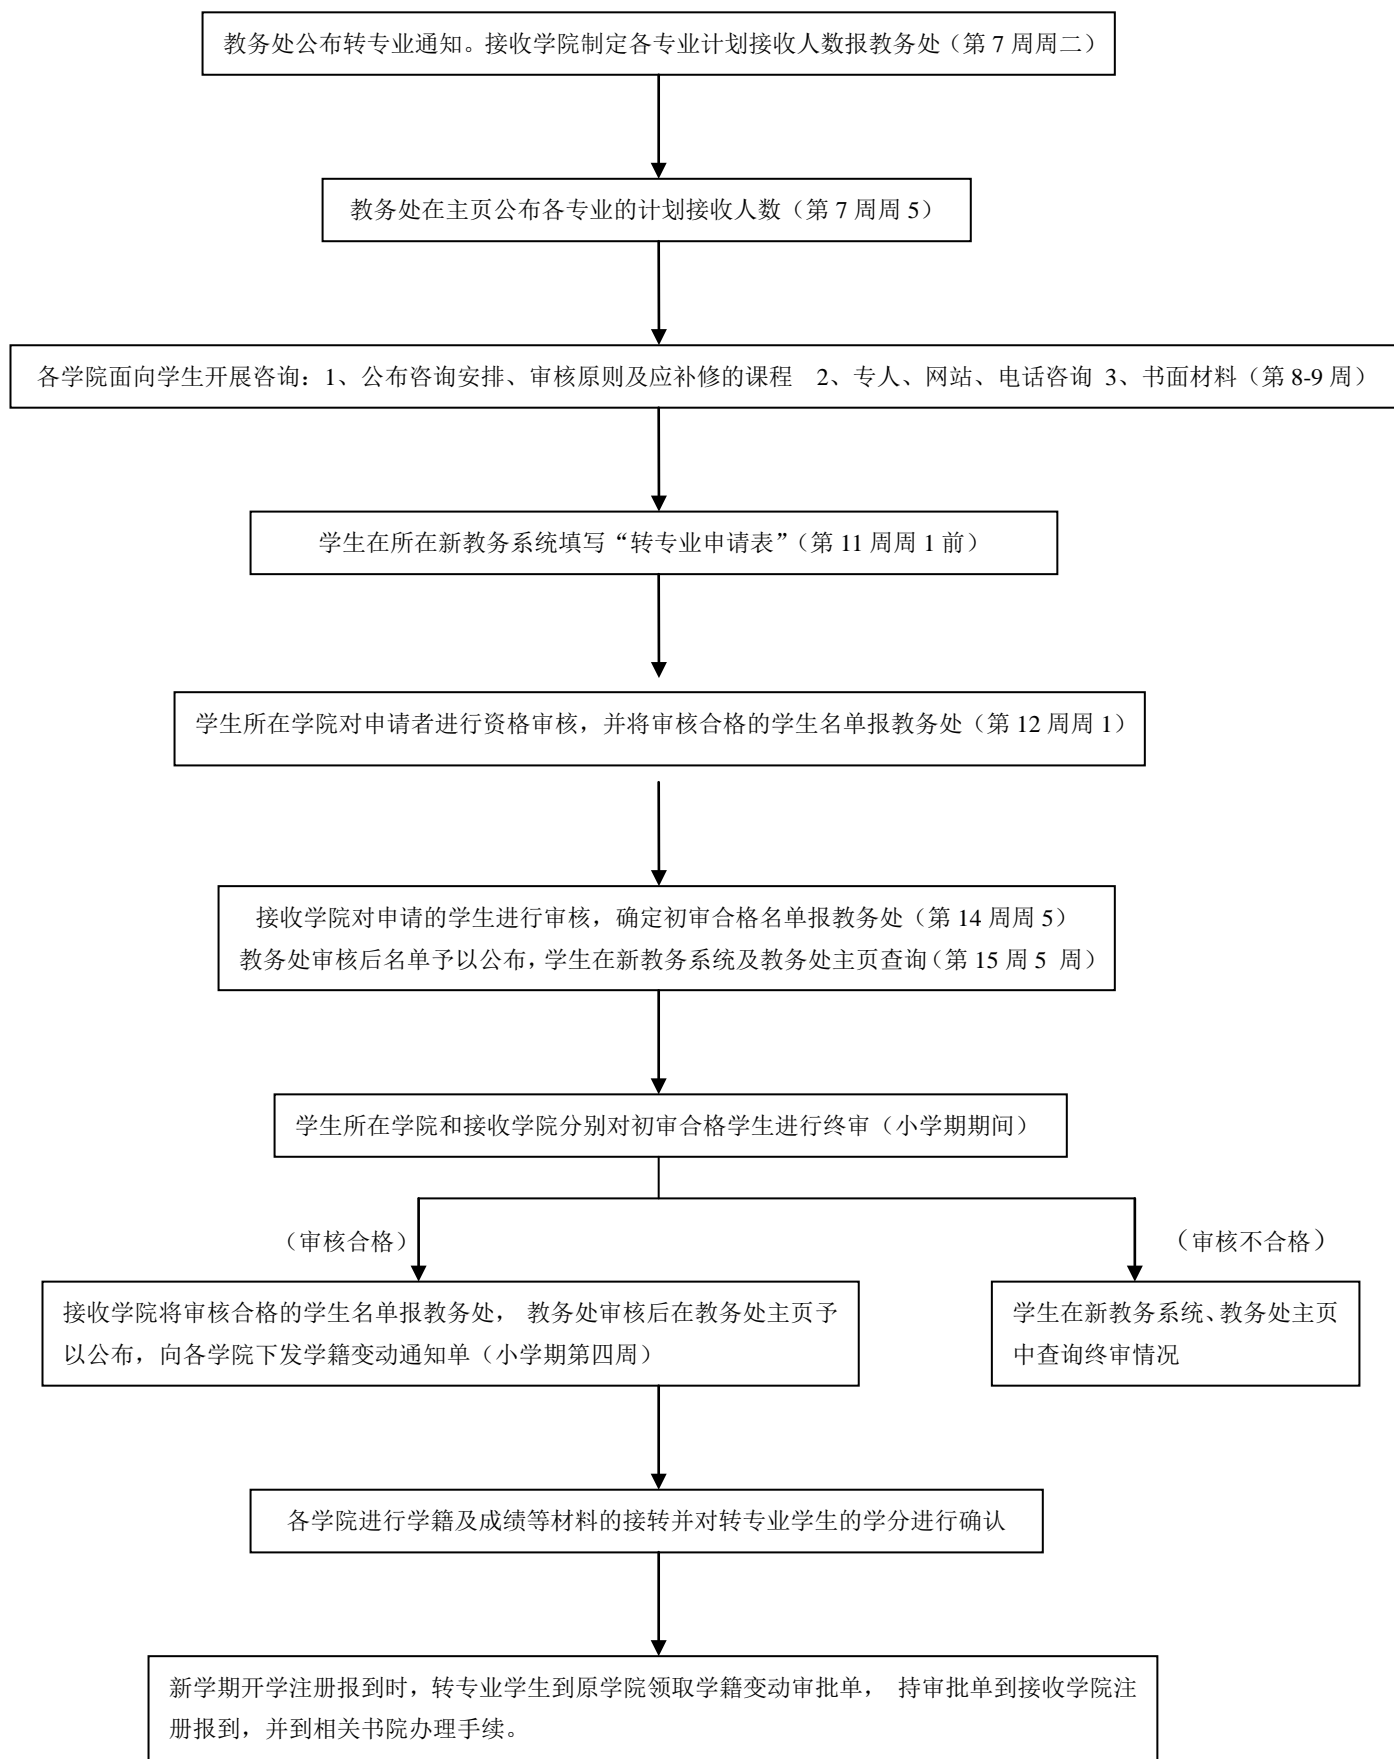 教务处公布转专业通知。接收学院制定各专业计划接收人数报教务处（第 7 周周二）
教务处在主页公布各专业的计划接收人数（第 7 周周 5）
各学院面向学生开展咨询：1、公布咨询安排、审核原则及应补修的课程 2、专人、网站、电话咨询 3、书面材料（第 8-9 周）
学生在所在新教务系统填写“转专业申请表”（第 11 周周 1 前）
学生所在学院对申请者进行资格审核，并将审核合格的学生名单报教务处（第 12 周周 1）
接收学院对申请的学生进行审核，确定初审合格名单报教务处（第 14 周周 5）
教务处审核后名单予以公布，学生在新教务系统及教务处主页查询（第 15 周 5 周）
学生所在学院和接收学院分别对初审合格学生进行终审（小学期期间）
（审核合格）
（审核不合格）
接收学院将审核合格的学生名单报教务处， 教务处审核后在教务处主页予
以公布，向各学院下发学籍变动通知单（小学期第四周）
学生在新教务系统、教务处主页
中查询终审情况
各学院进行学籍及成绩等材料的接转并对转专业学生的学分进行确认
新学期开学注册报到时，转专业学生到原学院领取学籍变动审批单， 持审批单到接收学院注
册报到，并到相关书院办理手续。